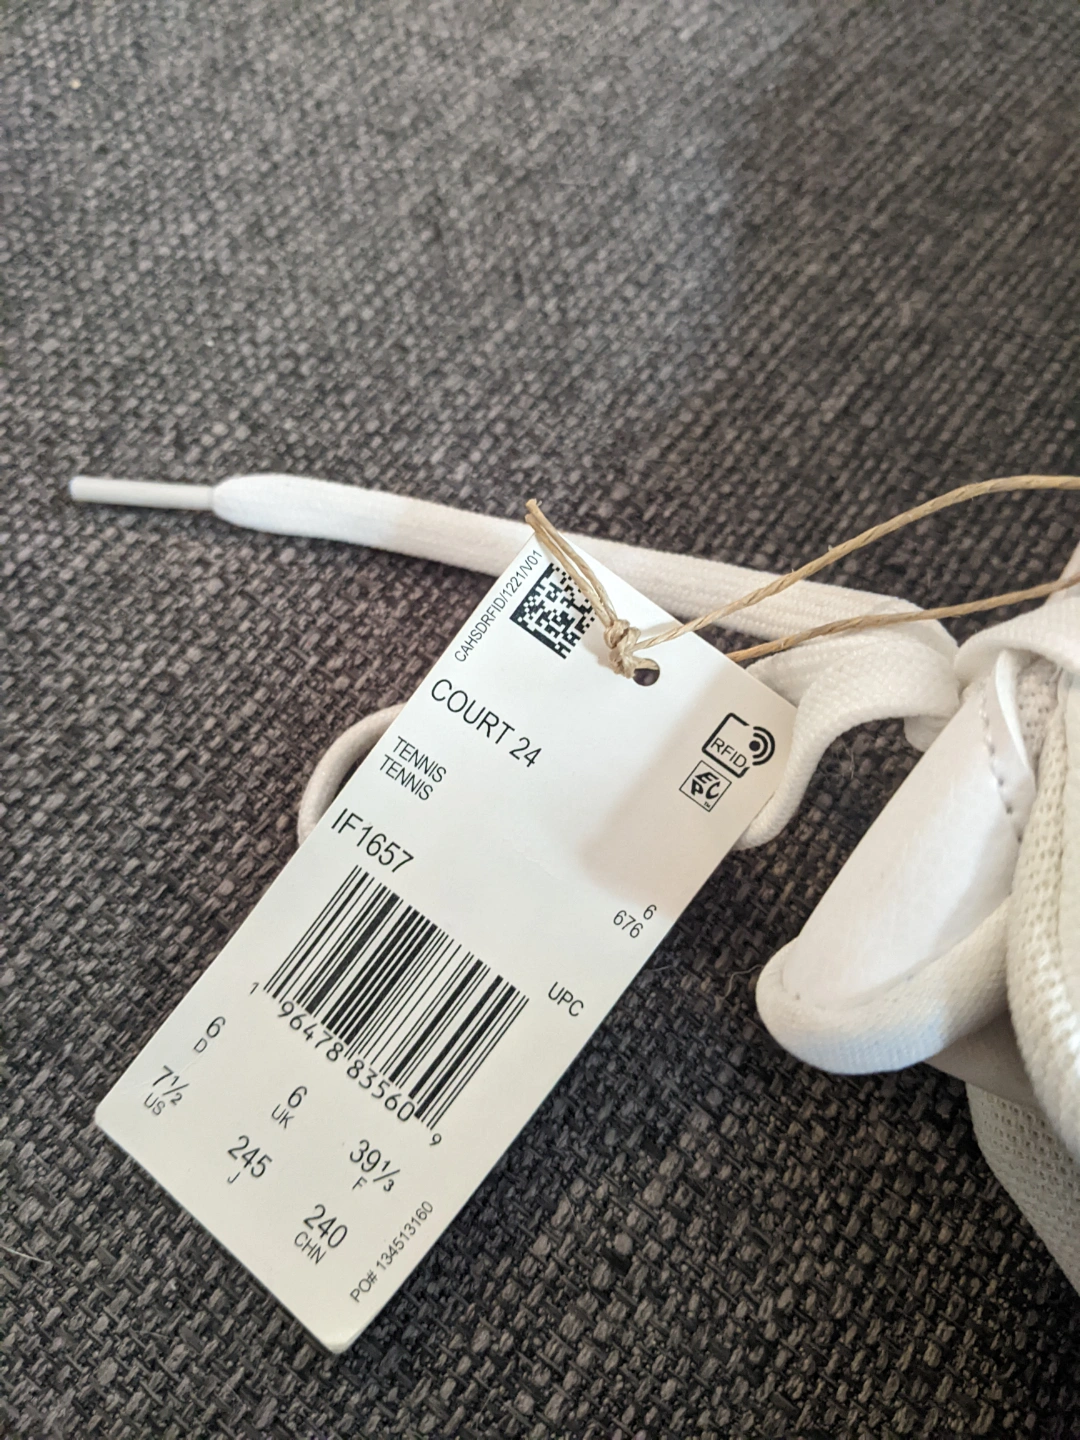 CAHSDRFID/1221/V01
COURT 24
TENNIS
TENNIS
IF1657
RFID
EPC
6
676
UPC
1 96478 83560 9
6
D
7½
US
6
UK
245
J
39⅓
F
240
CHN
PO# 134513160